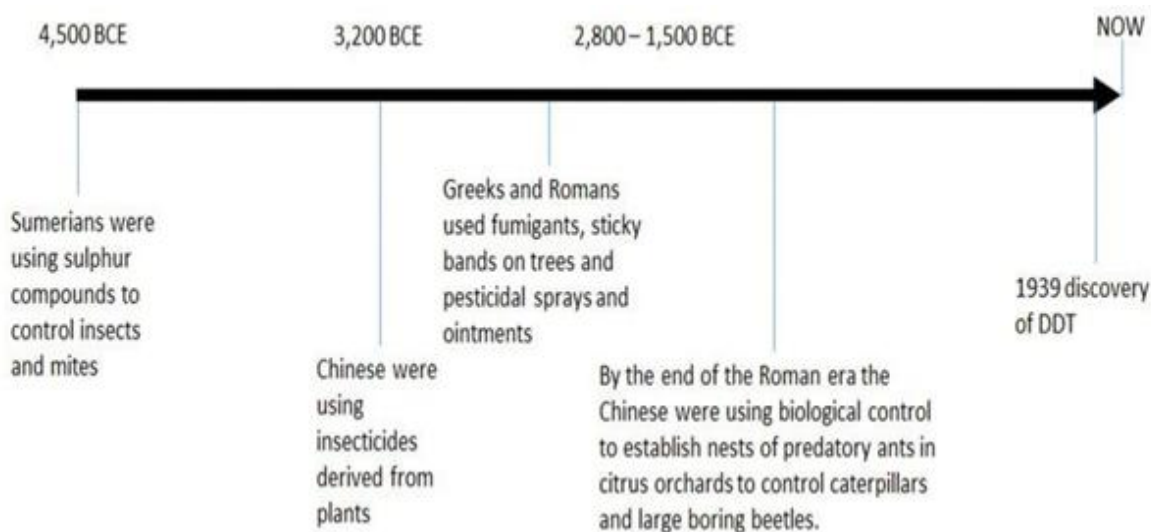 4,500 BCE
3,200 BCE
2,800 – 1,500 BCE
NOW
Sumerians were
using sulphur
compounds to
control insects
and mites
Chinese were
using
insecticides
derived from
plants
Greeks and Romans
used fumigants, sticky
bands on trees and
pesticidal sprays and
ointments
By the end of the Roman era the
Chinese were using biological control
to establish nests of predatory ants in
citrus orchards to control caterpillars
and large boring beetles.
1939 discovery
of DDT